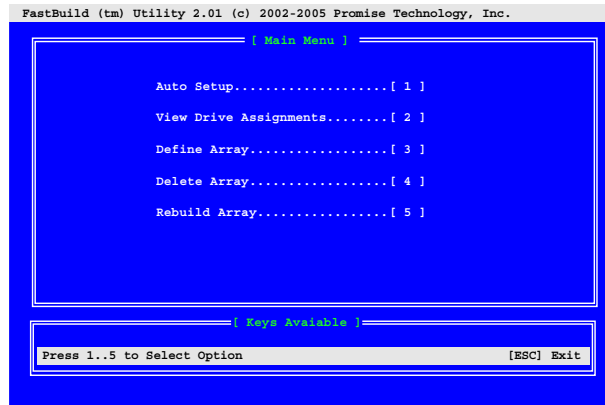 FastBuild (tm) Utility 2.01 (c) 2002-2005 Promise Technology, Inc.
[ Main Menu ]
Auto Setup....................[ 1 ]
View Drive Assignments........[ 2 ]
Define Array..................[ 3 ]
Delete Array..................[ 4 ]
Rebuild Array.................[ 5 ]
[ Keys Avaiable ]
Press 1..5 to Select Option [ESC] Exit